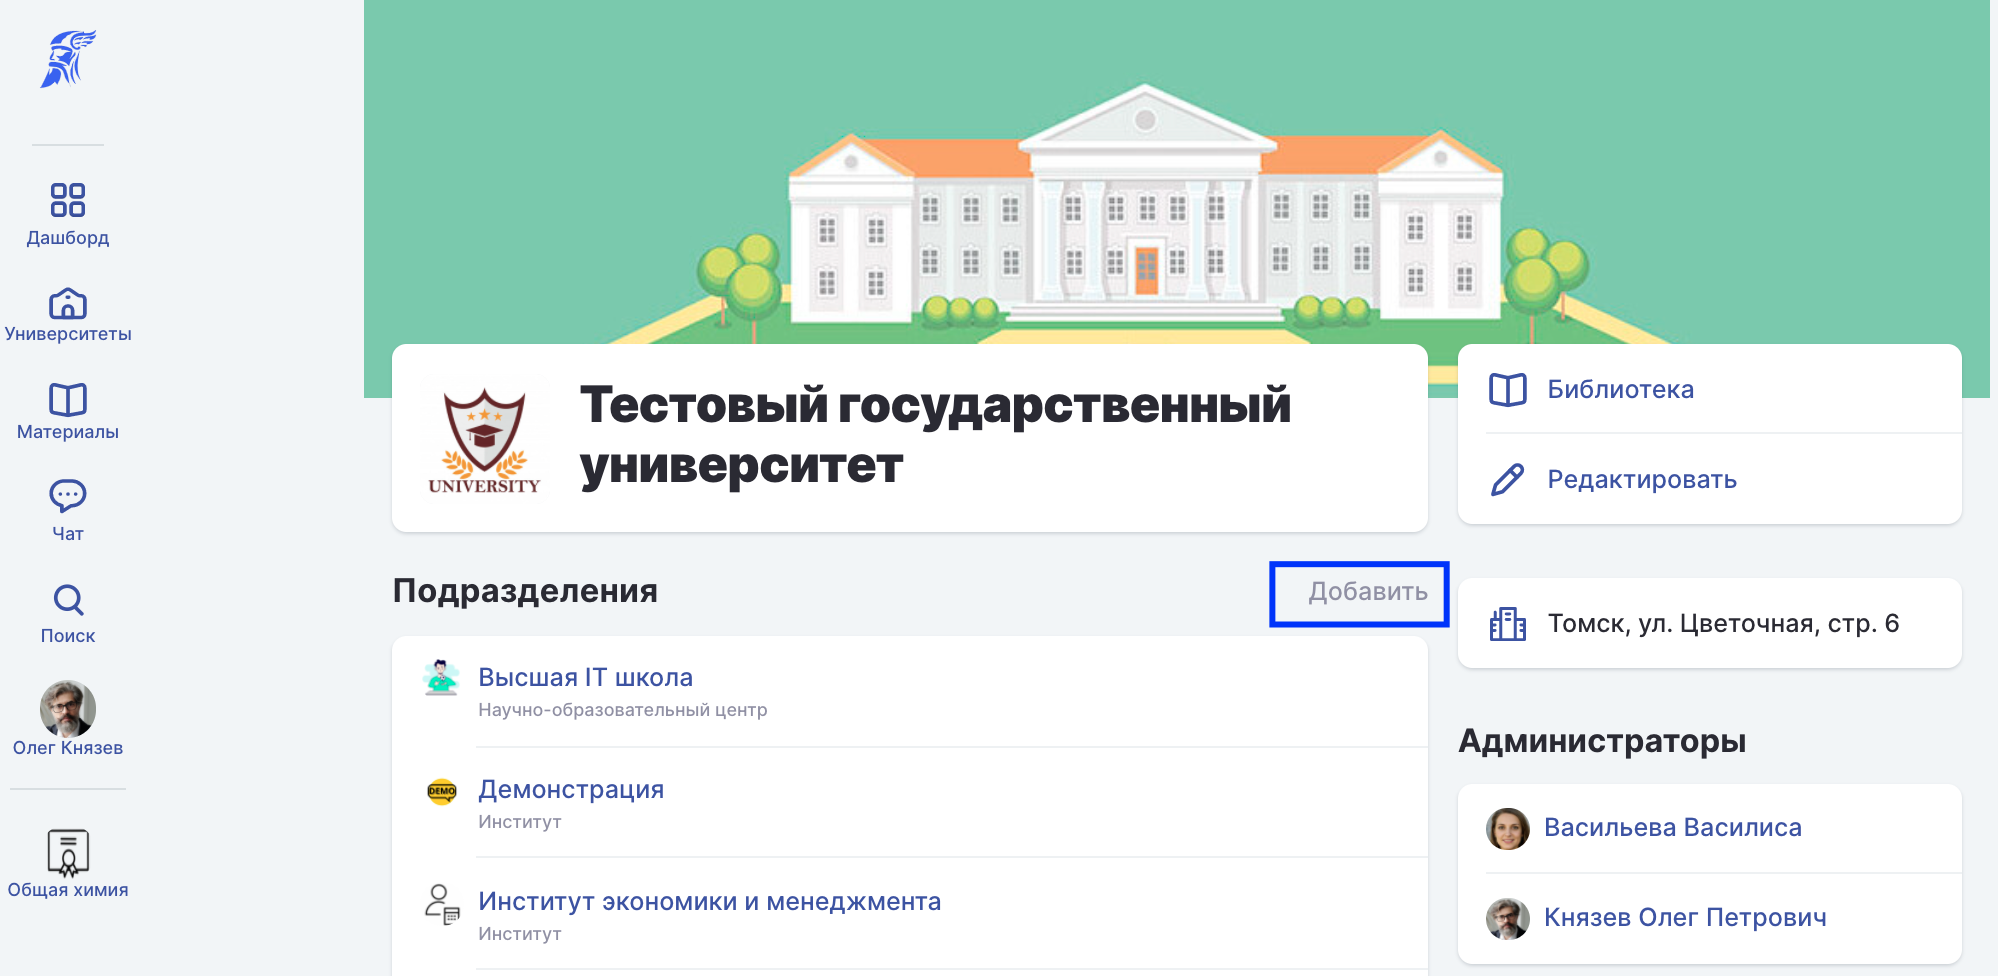 Дашборд
Университеты
Материалы
Чат
Поиск
Олег Князев
Общая химия
UNIVERSITY
Тестовый государственный
университет
Библиотека
Редактировать
Подразделения
Добавить
Высшая IT школа
Научно-образовательный центр
DEMO
Демонстрация
Институт
Институт экономики и менеджмента
Институт
Томск, ул. Цветочная, стр. 6
Администраторы
Васильева Василиса
Князев Олег Петрович